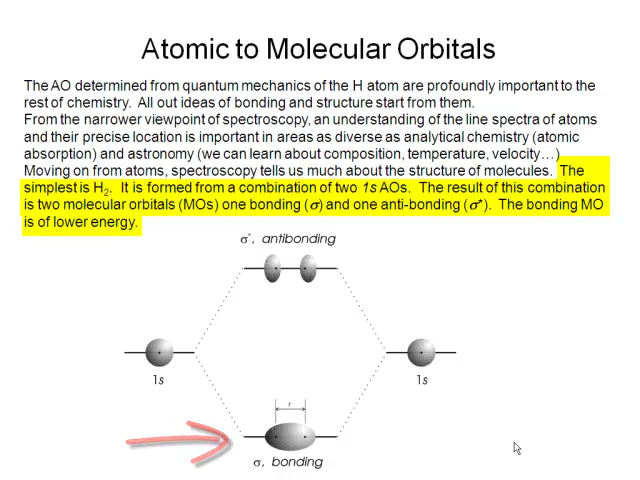 Atomic to Molecular Orbitals
The AO determined from quantum mechanics of the H atom are profoundly important to the
rest of chemistry. All out ideas of bonding and structure start from them.
From the narrower viewpoint of spectroscopy, an understanding of the line spectra of atoms
and their precise location is important in areas as diverse as analytical chemistry (atomic
absorption) and astronomy (we can learn about composition, temperature, velocity…)
Moving on from atoms, spectroscopy tells us much about the structure of molecules. The
simplest is H₂. It is formed from a combination of two 1s AOs. The result of this combination
is two molecular orbitals (MOs) one bonding (σ) and one anti-bonding (σ*). The bonding MO
is of lower energy.
σ*, antibonding
1s
1s
r
σ, bonding